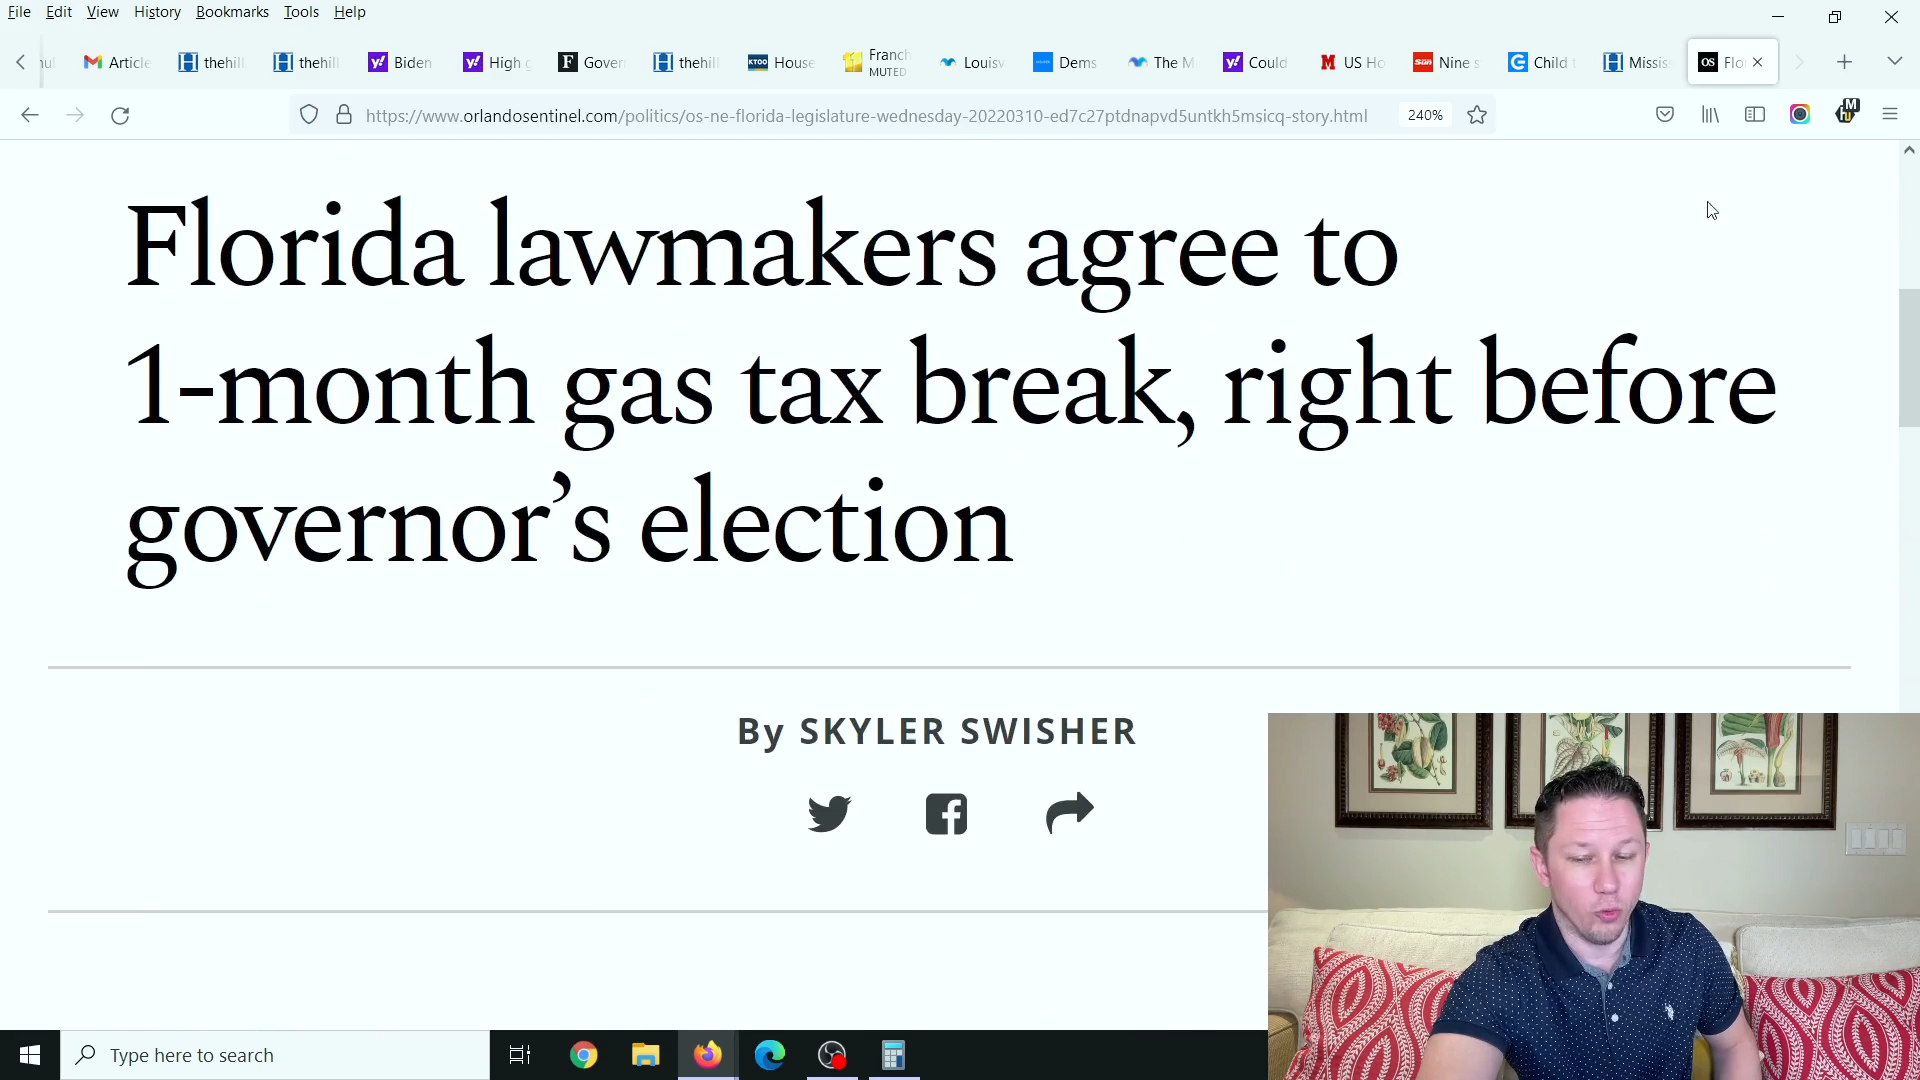 File Edit View History Bookmarks Tools Help
Article thehill thehill Biden High Gover thehill KTOO House Franch Louisv Dems The M Could US Ho Sun Nine s Child Missis OS Flo
MUTED
https://www.orlandosentinel.com/politics/os-ne-florida-legislature-wednesday-20220310-ed7c27ptdnapvd5untkh5msicq-story.html 240% M
Florida lawmakers agree to
1-month gas tax break, right before
governor’s election
By SKYLER SWISHER
Type here to search